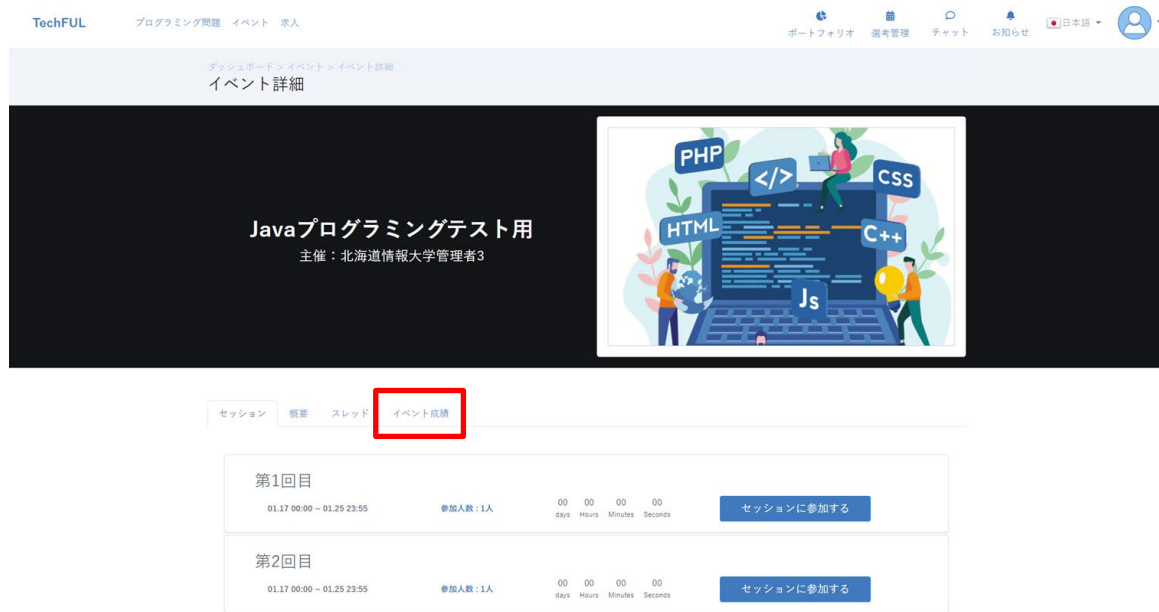 TechFUL プログラミング問題 イベント 求人 ポートフォリオ 選考管理 チャット お知らせ 日本語
ダッシュボード > イベント > イベント詳細
イベント詳細
Javaプログラミングテスト用
主催：北海道情報大学管理者3
PHP
</>
CSS
HTML
C++
Js
セッション 概要 スレッド イベント成績
第1回目
01.17 00:00 ~ 01.25 23:55 参加人数 : 1人 00 00 00 00 セッションに参加する
days Hours Minutes Seconds
第2回目
01.17 00:00 ~ 01.25 23:55 参加人数 : 1人 00 00 00 00 セッションに参加する
days Hours Minutes Seconds